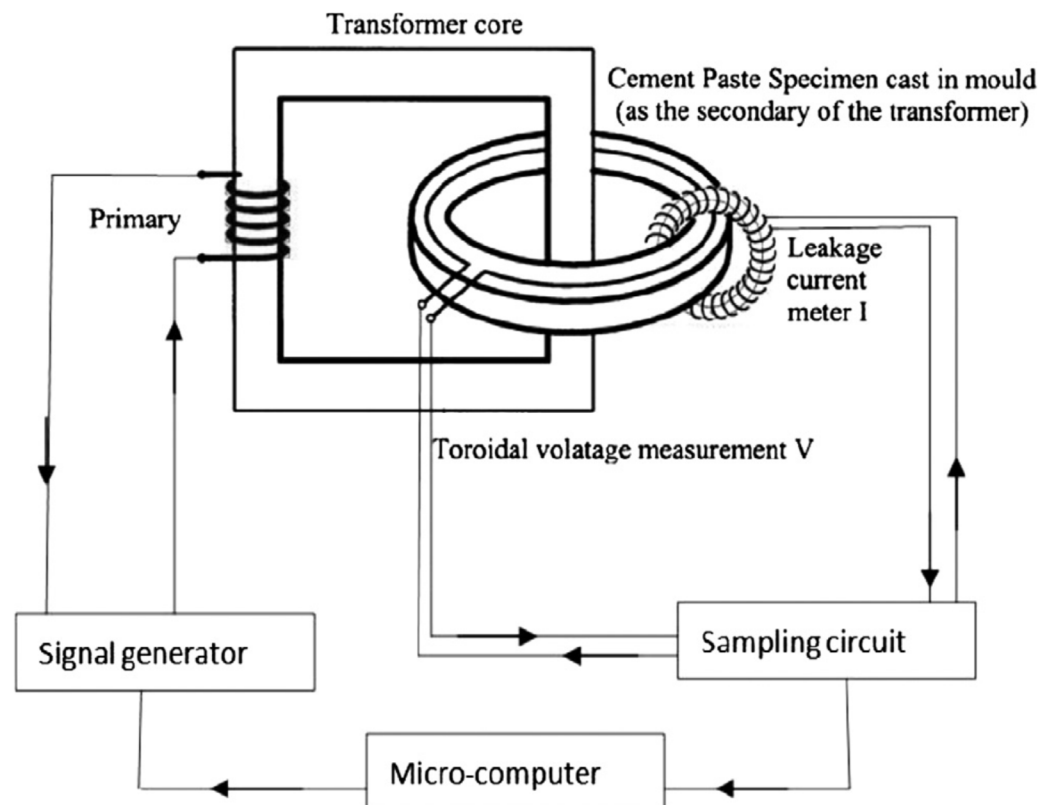 Transformer core
Cement Paste Specimen cast in mould
(as the secondary of the transformer)
Primary
Leakage
current
meter I
Toroidal volatage measurement V
Signal generator
Sampling circuit
Micro-computer